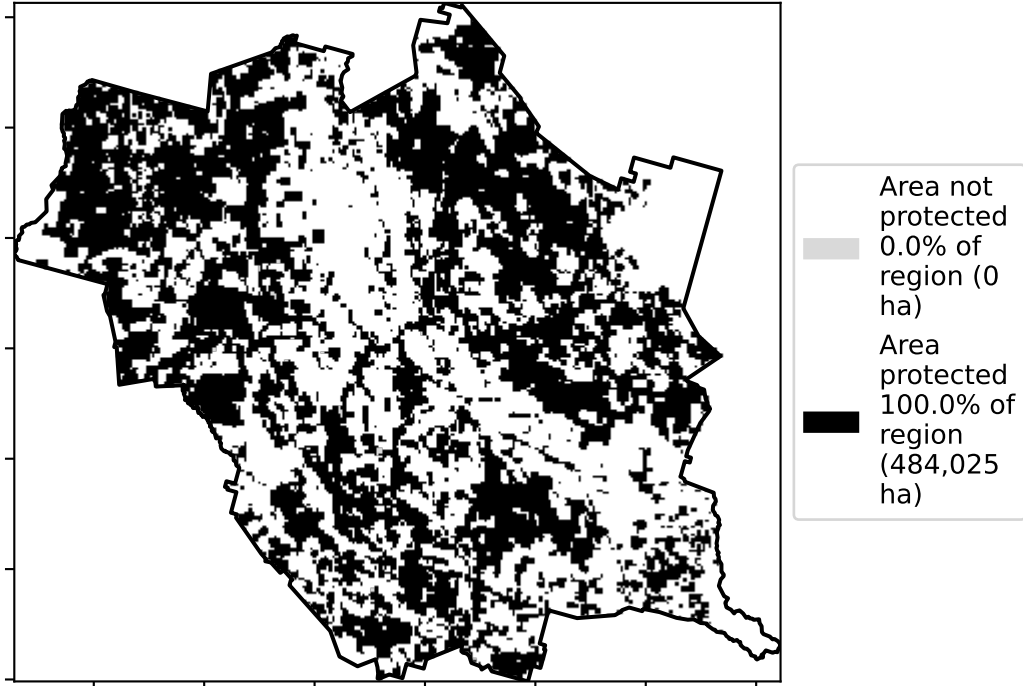 Area not
protected
0.0% of
region (0
ha)
Area
protected
100.0% of
region
(484,025
ha)